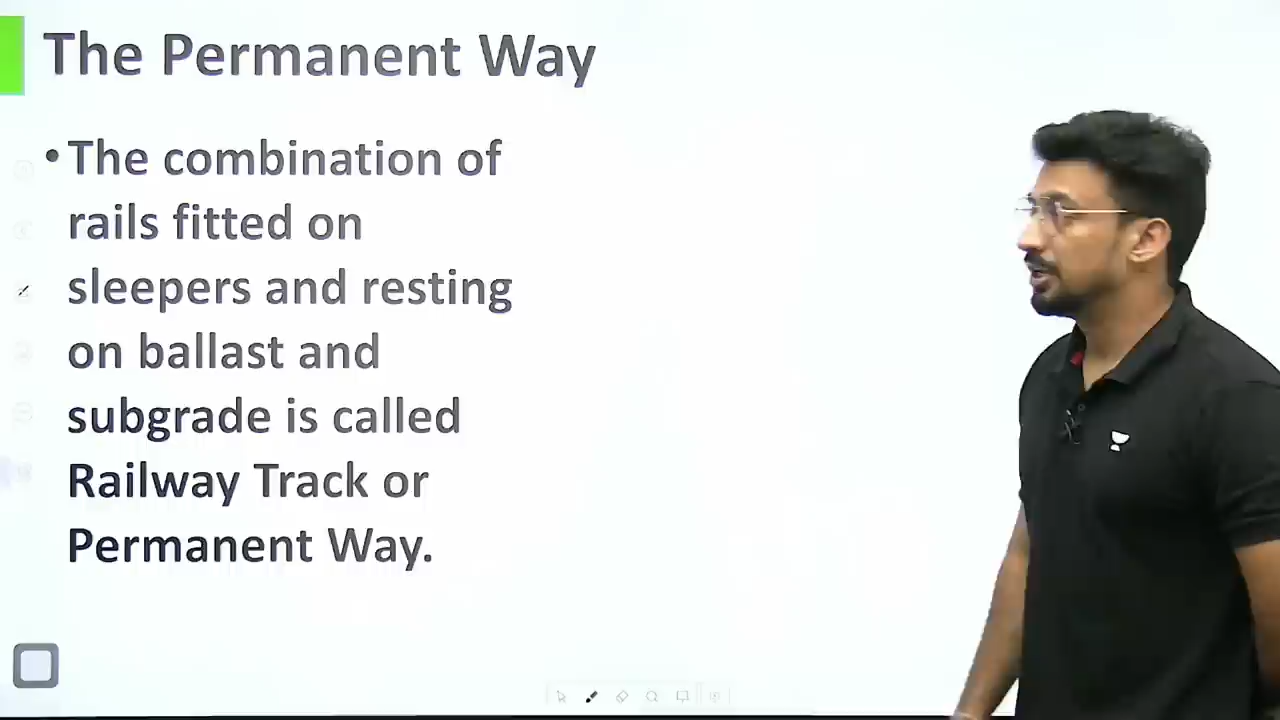 The Permanent Way
• The combination of
rails fitted on
sleepers and resting
on ballast and
subgrade is called
Railway Track or
Permanent Way.